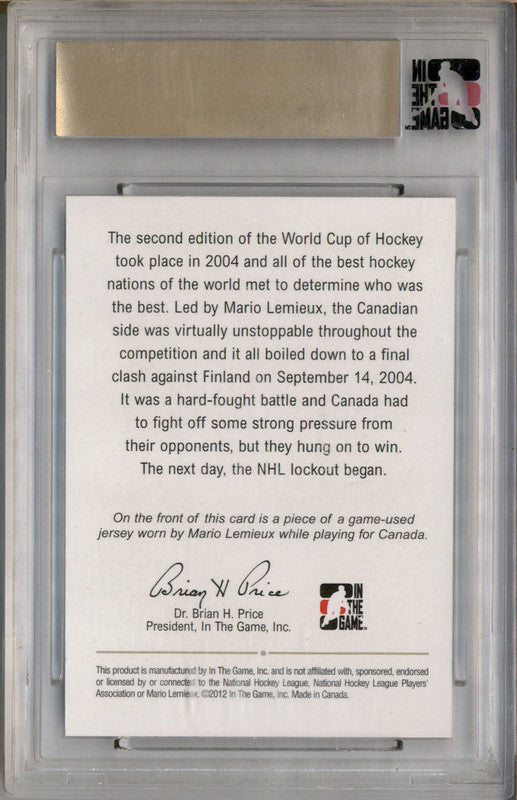 IN
THE
GAME
The second edition of the World Cup of Hockey
took place in 2004 and all of the best hockey
nations of the world met to determine who was
the best. Led by Mario Lemieux, the Canadian
side was virtually unstoppable throughout the
competition and it all boiled down to a final
clash against Finland on September 14, 2004.
It was a hard-fought battle and Canada had
to fight off some strong pressure from
their opponents, but they hung on to win.
The next day, the NHL lockout began.
On the front of this card is a piece of a game-used
jersey worn by Mario Lemieux while playing for Canada.
Brian H Price
Dr. Brian H. Price
President, In The Game, Inc.
IN
THE
GAME™
This product is manufactured by In The Game, Inc. and is not affiliated with, sponsored, endorsed
or licensed by or connected to the National Hockey League, National Hockey League Players'
Association or Mario Lemieux. ©2012 In The Game, Inc. Made in Canada.